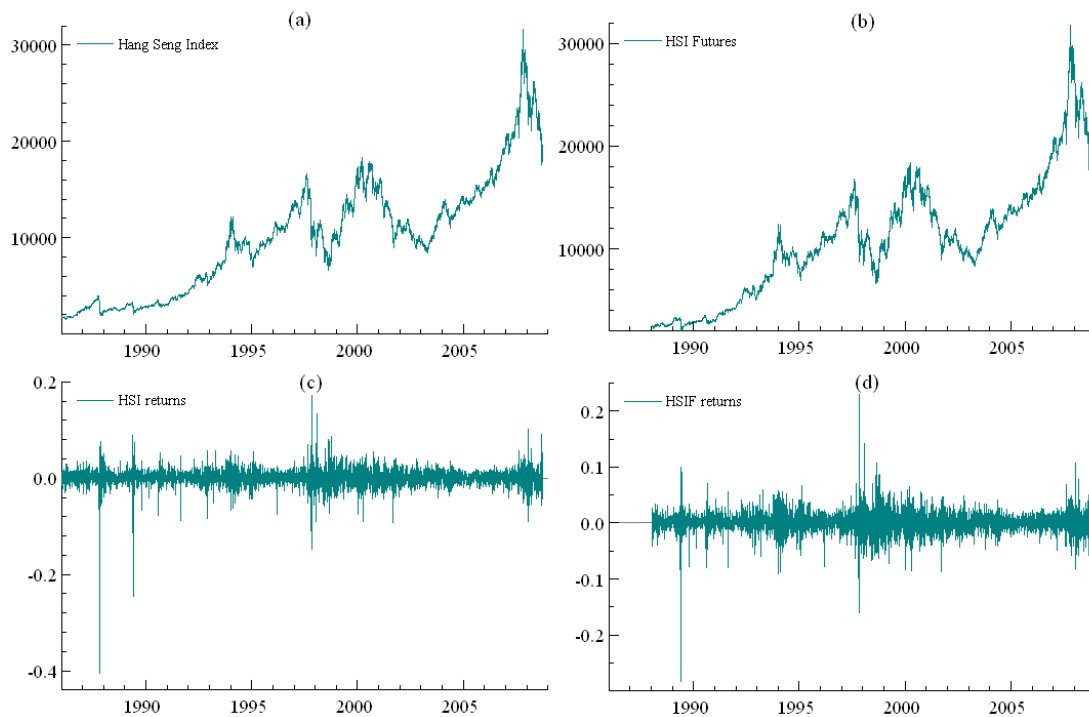 (a)
Hang Seng Index
30000
20000
10000
1990 1995 2000 2005
(b)
HSI Futures
30000
20000
10000
1990 1995 2000 2005
(c)
HSI returns
0.2
0.0
-0.2
-0.4
1990 1995 2000 2005
(d)
HSIF returns
0.2
0.1
0.0
-0.1
-0.2
1990 1995 2000 2005